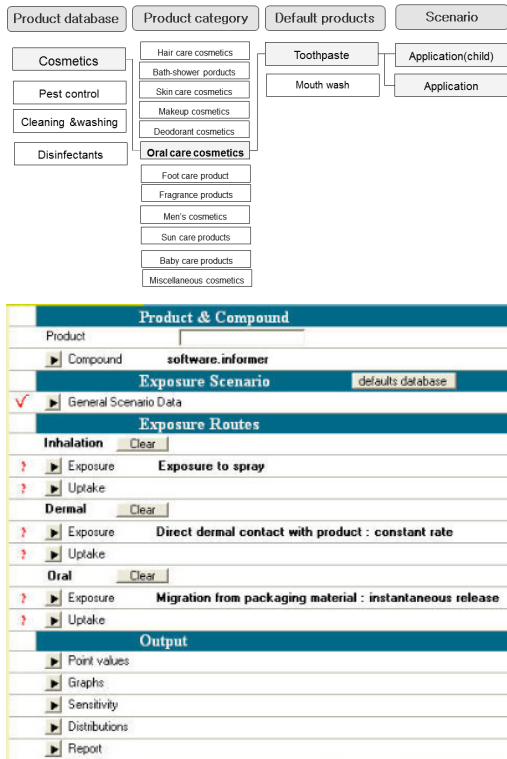 Product database
Product category
Default products
Scenario
Cosmetics
Pest control
Cleaning &washing
Disinfectants
Hair care cosmetics
Bath-shower porducts
Skin care cosmetics
Makeup cosmetics
Deodorant cosmetics
Oral care cosmetics
Foot care product
Fragrance products
Men's cosmetics
Sun care products
Baby care products
Miscellaneous cosmetics
Toothpaste
Mouth wash
Application(child)
Application
Product & Compound
Product
Compound software.informer
Exposure Scenario defaults database
General Scenario Data
Exposure Routes
Inhalation Clear
? Exposure Exposure to spray
? Uptake
Dermal Clear
? Exposure Direct dermal contact with product : constant rate
? Uptake
Oral Clear
? Exposure Migration from packaging material : instantaneous release
? Uptake
Output
Point values
Graphs
Sensitivity
Distributions
Report